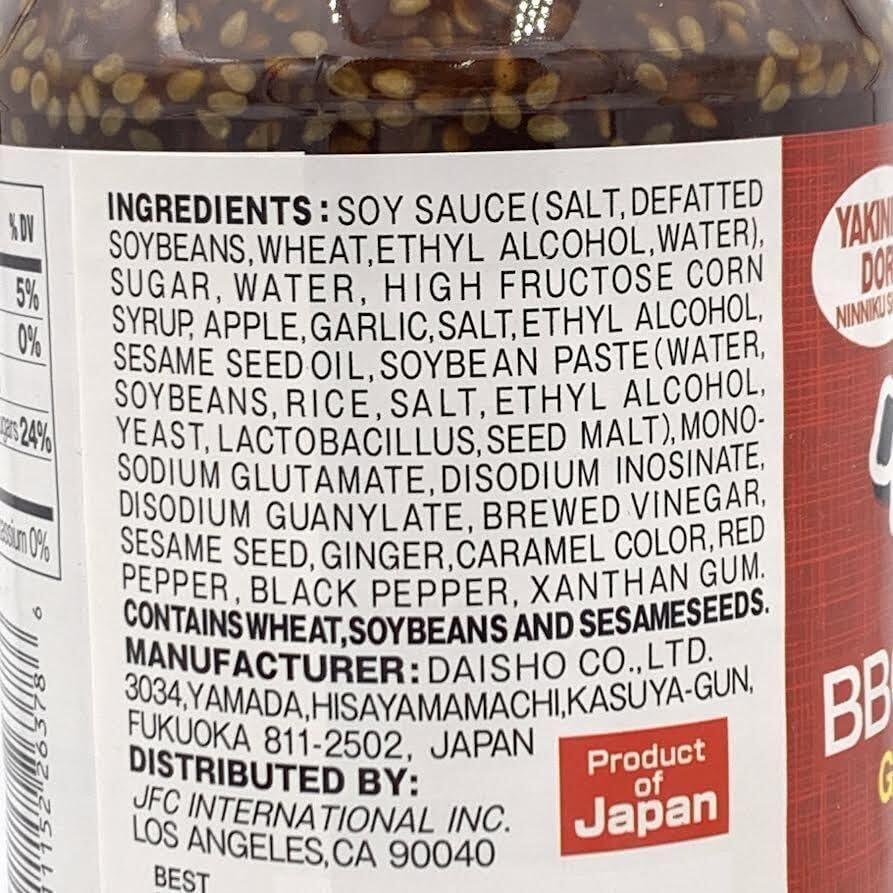 % DV
5%
0%
24%
0%
INGREDIENTS: SOY SAUCE(SALT, DEFATTED
SOYBEANS, WHEAT, ETHYL ALCOHOL, WATER),
SUGAR, WATER, HIGH FRUCTOSE CORN
SYRUP, APPLE, GARLIC, SALT, ETHYL ALCOHOL,
SESAME SEED OIL, SOYBEAN PASTE(WATER,
SOYBEANS, RICE, SALT, ETHYL ALCOHOL,
YEAST, LACTOBACILLUS, SEED MALT), MONO-
SODIUM GLUTAMATE, DISODIUM INOSINATE,
DISODIUM GUANYLATE, BREWED VINEGAR,
SESAME SEED, GINGER, CARAMEL COLOR, RED
PEPPER, BLACK PEPPER, XANTHAN GUM.
CONTAINS WHEAT, SOYBEANS AND SESAMESEEDS.
MANUFACTURER: DAISHO CO., LTD.
3034, YAMADA, HISAYAMAMACHI, KASUYA-GUN,
FUKUOKA 811-2502, JAPAN
DISTRIBUTED BY:
JFC INTERNATIONAL INC.
LOS ANGELES, CA 90040
BEST
Product
of
Japan
NINNIKU
BB